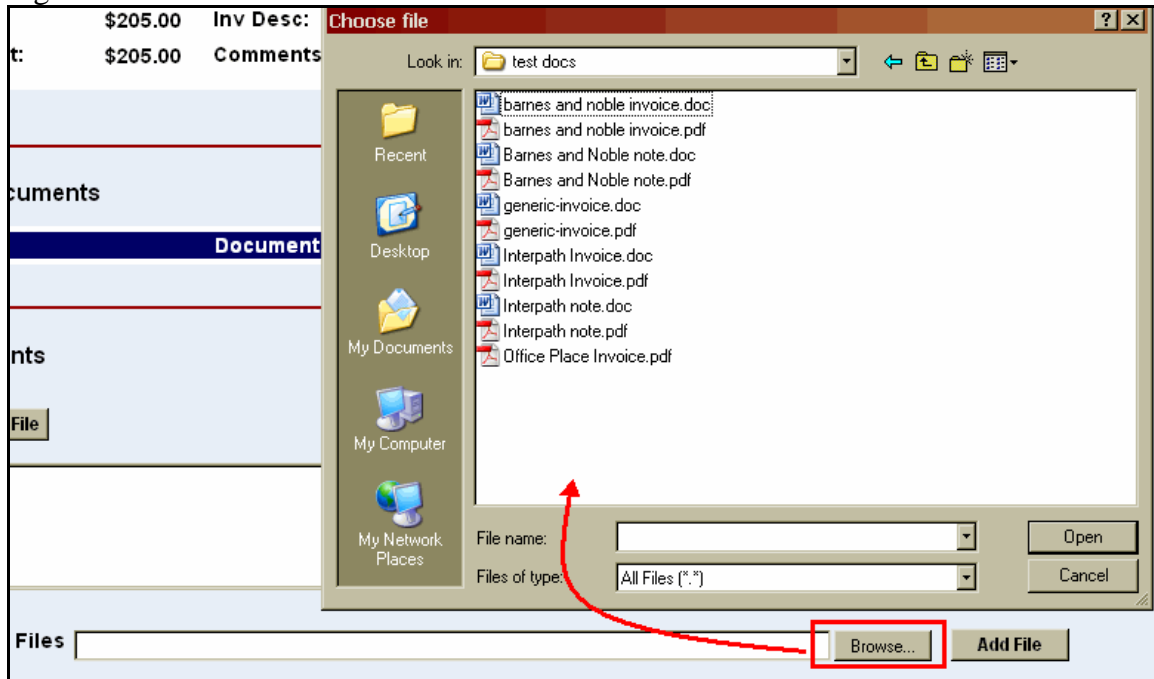 $205.00 Inv Desc:
t: $205.00 Comments
cuments
Document
nts
File
Files
Browse...
Add File
Choose file
Look in: test docs
Recent
Desktop
My Documents
My Computer
My Network
Places
barnes and noble invoice.doc
barnes and noble invoice.pdf
Barnes and Noble note.doc
Barnes and Noble note.pdf
generic-invoice.doc
generic-invoice.pdf
Interpath Invoice.doc
Interpath Invoice.pdf
Interpath note.doc
Interpath note.pdf
Office Place Invoice.pdf
File name:
Open
Files of type: All Files (*.*)
Cancel